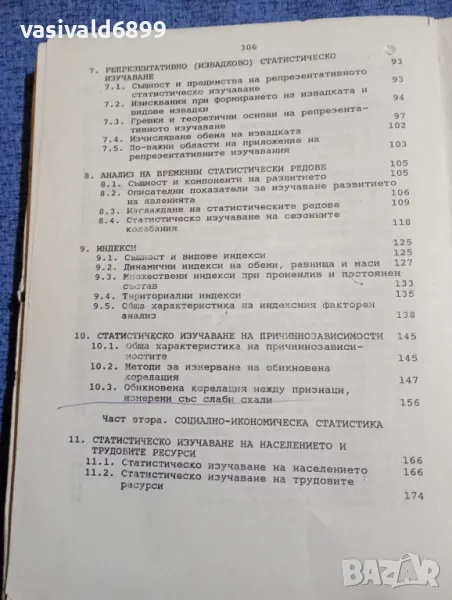 vasivald6899
306
7. РЕПРЕЗЕНТАТИВНО (ИЗВАДКОВО) СТАТИСТИЧЕСКО
ИЗУЧАВАНЕ 93
7.1. Същност и предимства на репрезентативното
статистическо изучаване 93
7.2. Изисквания при формирането на извадката и
видове извадки 94
7.3. Грешки и теоретични основи на репрезента-
тивното изучаване 97
7.4. Изчисляване обема на извадката 102
7.5. По-важни области на приложение на
репрезентативните изучавания 103
8. АНАЛИЗ НА ВРЕМЕННИ СТАТИСТИЧЕСКИ РЕДОВЕ 105
8.1. Същност и компоненти на развитието 105
8.2. Описателни показатели за изучаване развитието
на явленията 106
8.3. Изглаждане на статистическите редове 109
8.4. Статистическо изучаване на сезонните
колебания 118
9. ИНДЕКСИ 125
9.1. Същност и видове индекси 125
9.2. Динамични индекси на обеми, равнища и маси 127
9.3. Множествени индекси при променлив и постоянен
състав 133
9.4. Териториални индекси 135
9.5. Обща характеристика на индексния факторен
анализ 138
10. СТАТИСТИЧЕСКО ИЗУЧАВАНЕ НА ПРИЧИННОЗАВИСИМОСТИ 145
10.1. Обща характеристика на причиннозависи-
мостите 145
10.2. Методи за измерване на обикновена
корелация 147
10.3. Обикновена корелация между признаци,
измерени със слаби скали 156
Част втора. СОЦИАЛНО-ИКОНОМИЧЕСКА СТАТИСТИКА
11. СТАТИСТИЧЕСКО ИЗУЧАВАНЕ НА НАСЕЛЕНИЕТО И
ТРУДОВИТЕ РЕСУРСИ 166
11.1. Статистическо изучаване на населението 166
11.2. Статистическо изучаване на трудовите
ресурси 174
BAZAR